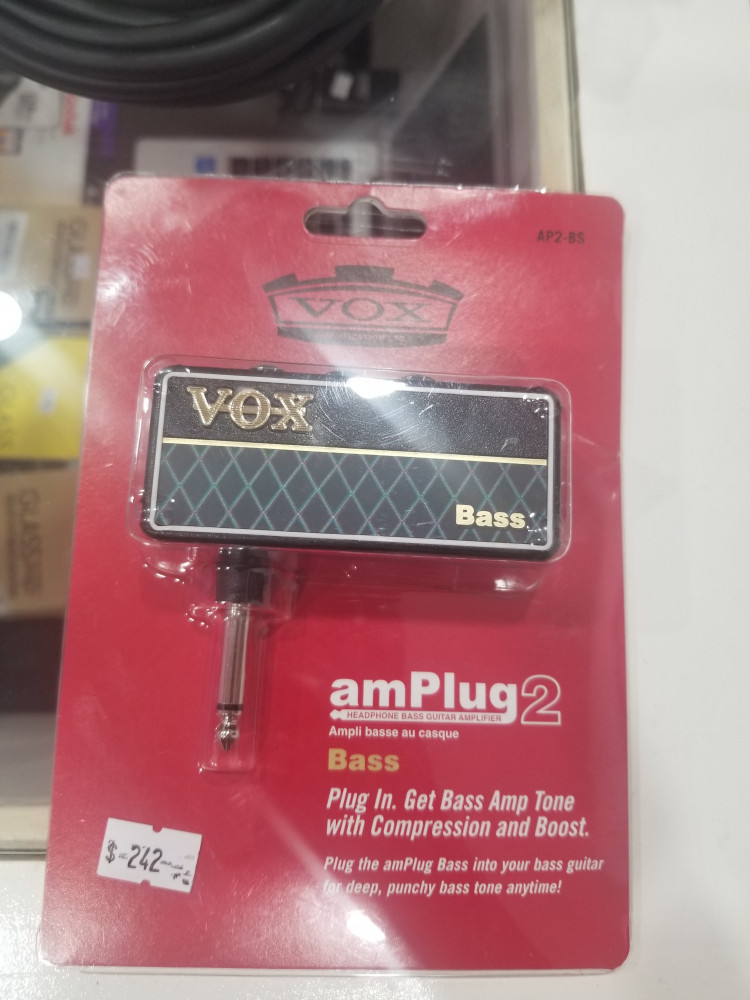 AP2-BS
VOX
VOX
Bass
amPlug2
HEADPHONE BASS GUITAR AMPLIFIER
Ampli basse au casque
Bass
Plug In. Get Bass Amp Tone
with Compression and Boost.
Plug the amPlug Bass into your bass guitar
for deep, punchy bass tone anytime!
$-242